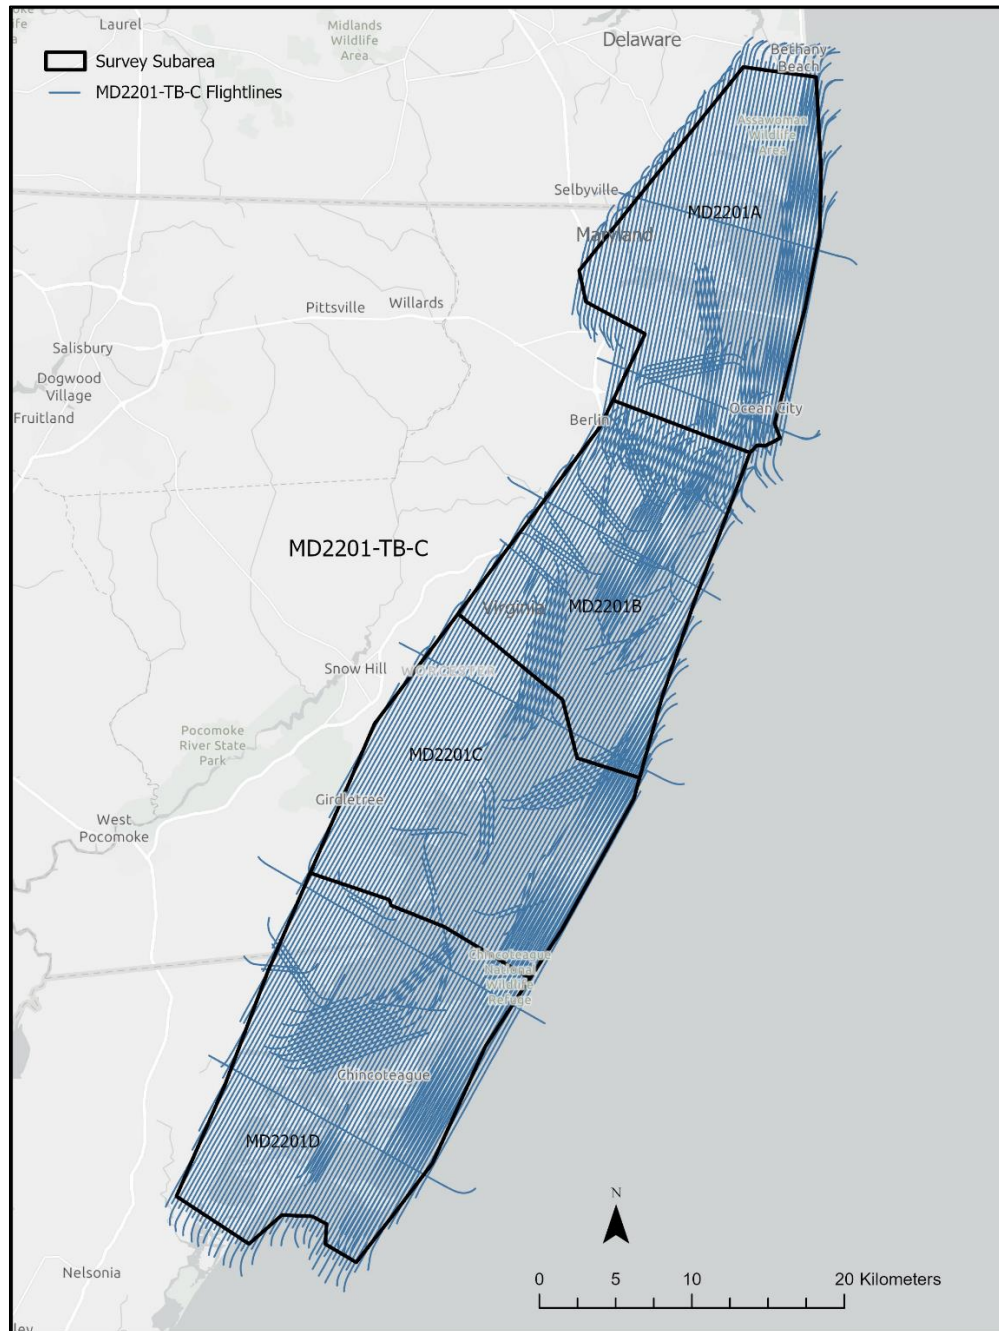 Laurel
Midlands
Wildlife
Area
Delaware
Bethany
Beach
Survey Subarea
MD2201-TB-C Flightlines
Assawoman
Wildlife
Area
Selbyville
MD2201A
Maryland
Pittsville
Willards
Salisbury
Dogwood
Village
Fruitland
Ocean City
Berlin
MD2201-TB-C
Virginia
MD2201B
Snow Hill
Pocomoke
River State
Park
MD2201C
Girdletree
West
Pocomoke
Chincoteague
National
Wildlife
Refuge
Chincoteague
MD2201D
N
Nelsonia
0 5 10 20 Kilometers